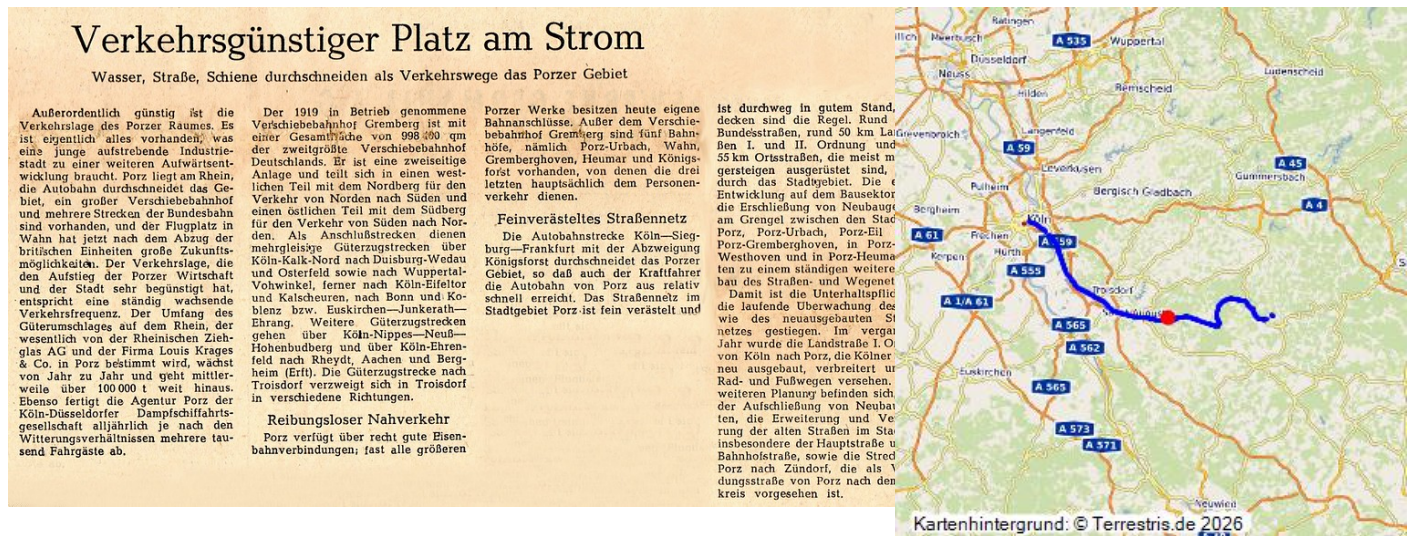 Verkehrsgünstiger Platz am Strom
Wasser, Straße, Schiene durchschneiden als Verkehrswege das Porzer Gebiet
Außerordentlich günstig ist die
Verkehrslage des Porzer Raumes. Es
ist eigentlich alles vorhanden, was
eine junge aufstrebende Industrie-
stadt zu einer weiteren Aufwärtsent-
wicklung braucht. Porz liegt am Rhein,
die Autobahn durchschneidet das Ge-
biet, ein großer Verschiebebahnhof
und mehrere Strecken der Bundesbahn
sind vorhanden, und der Flugplatz in
Wahn hat jetzt nach dem Abzug der
britischen Einheiten große Zukunfts-
möglichkeiten. Der Verkehrslage, die
den Aufstieg der Porzer Wirtschaft
und der Stadt sehr begünstigt hat,
entspricht eine ständig wachsende
Verkehrsfrequenz. Der Umfang des
Güterumschlages auf dem Rhein, der
wesentlich von der Rheinischen Zieh-
glas AG und der Firma Louis Krages
& Co. in Porz bestimmt wird, wächst
von Jahr zu Jahr und geht mittler-
weile über 100 000 t weit hinaus.
Ebenso fertigt die Agentur Porz der
Köln-Düsseldorfer Dampfschiffahrts-
gesellschaft alljährlich je nach den
Witterungsverhältnissen mehrere tau-
send Fahrgäste ab.
Der 1919 in Betrieb genommene
Verschiebebahnhof Gremberg ist mit
einer Gesamtfläche von qm
der zweitgrößte Verschiebebahnhof
Deutschlands. Er ist eine zweiseitige
Anlage und teilt sich in einen west-
lichen Teil mit dem Nordberg für den
Verkehr von Norden nach Süden und
einen östlichen Teil mit dem Südberg
für den Verkehr von Süden nach Nor-
den. Als Anschlußstrecken dienen
mehrgleisige Güterzugstrecken über
Köln-Kalk-Nord nach Duisburg-Wedau
und Osterfeld sowie nach Wuppertal-
Vohwinkel, ferner nach Köln-Eifeltor
und Kalscheuren, nach Bonn und Ko-
blenz bzw. Euskirchen—Junkerath—
Ehrang. Weitere Güterzugstrecken
gehen über Köln-Nippes—Neuß—
Hohenbudberg und über Köln-Ehren-
feld nach Rheydt, Aachen und Berg-
heim (Erft). Die Güterzugstrecke nach
Troisdorf verzweigt sich in Troisdorf
in verschiedene Richtungen.
Reibungsloser Nahverkehr
Porz verfügt über recht gute Eisen-
bahnverbindungen; fast alle größeren
Porzer Werke besitzen heute eigene
Bahnanschlüsse. Außer dem Verschie-
bebahnhof Gremberg sind fünf Bahn-
höfe, nämlich Porz-Urbach, Wahn,
Gremberghoven, Heumar und Königs-
forst vorhanden, von denen die drei
letzten hauptsächlich dem Personen-
verkehr dienen.
Feinverästeltes Straßennetz
Die Autobahnstrecke Köln—Sieg-
burg—Frankfurt mit der Abzweigung
Königsforst durchschneidet das Porzer
Gebiet, so daß auch der Kraftfahrer
die Autobahn von Porz aus relativ
schnell erreicht. Das Straßennetz im
Stadtgebiet Porz ist fein verästelt und
ist durchweg in gutem Stand,
decken sind die Regel. Rund
Bundesstraßen, rund 50 km La
ßen I. und II. Ordnung und
55 km Ortsstraßen, die meist m
gersteigen ausgerüstet sind,
durch das Stadtgebiet. Die e
Entwicklung auf dem Bausektor
die Erschließung von Neubauge
am Grengel zwischen den Stad
Porz, Porz-Urbach, Porz-Eil
Porz-Gremberghoven, in Porz-
Westhoven und in Porz-Heuma
ten zu einem ständigen weitere
bau des Straßen- und Wegenet
Damit ist die Unterhaltspflic
die laufende Überwachung des
wie des neuausgebauten St
netzes gestiegen. Im vergan
Jahr wurde die Landstraße I. O
von Köln nach Porz, die Kölner
neu ausgebaut, verbreitert un
Rad- und Fußwegen versehen.
weiteren Planung befinden sich
der Aufschließung von Neubau
ten, die Erweiterung und Ve
rung der alten Straßen im Sta
insbesondere der Hauptstraße u
Bahnhofstraße, sowie die Strec
Porz nach Zündorf, die als V
dungsstraße von Porz nach dem
kreis vorgesehen ist.
Ratingen
Meerbusch
A 535
Wuppertal
Düsseldorf
Neuss
Lüdenscheid
Hilden
Remscheid
Grevenbroich
Langenfeld
A 59
A 45
Leverkusen
Gummersbach
Pulheim
Bergisch Gladbach
A 4
Bergheim
Köln
A 61
Frechen
A 559
Kerpen
Hürth
A 555
Troisdorf
A 1/A 61
A 565
A 562
Euskirchen
A 565
A 573
A 571
Neuwied
Kartenhintergrund: © Terrestris.de 2026